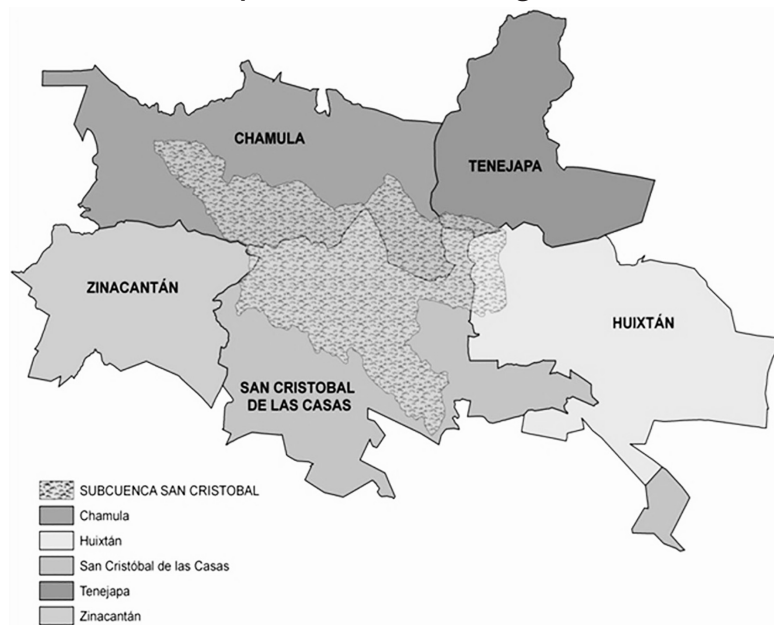 CHAMULA
TENEJAPA
ZINACANTÁN
HUIXTÁN
SAN CRISTOBAL
DE LAS CASAS
SUBCUENCA SAN CRISTOBAL
Chamula
Huixtán
San Cristóbal de las Casas
Tenejapa
Zinacantán